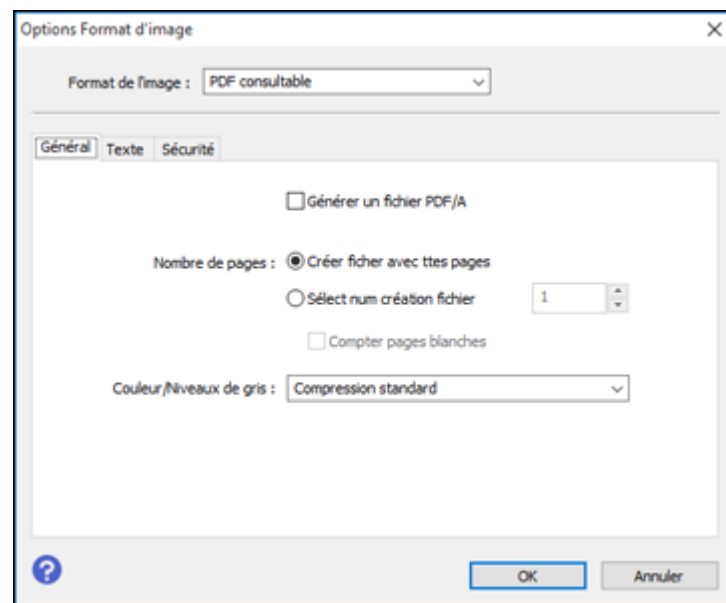 Options Format d'image
Format de l'image : PDF consultable
Général Texte Sécurité
Générer un fichier PDF/A
Nombre de pages : Créer ficher avec ttes pages
Sélect num création fichier 1
Compter pages blanches
Couleur/Niveaux de gris : Compression standard
? OK Annuler